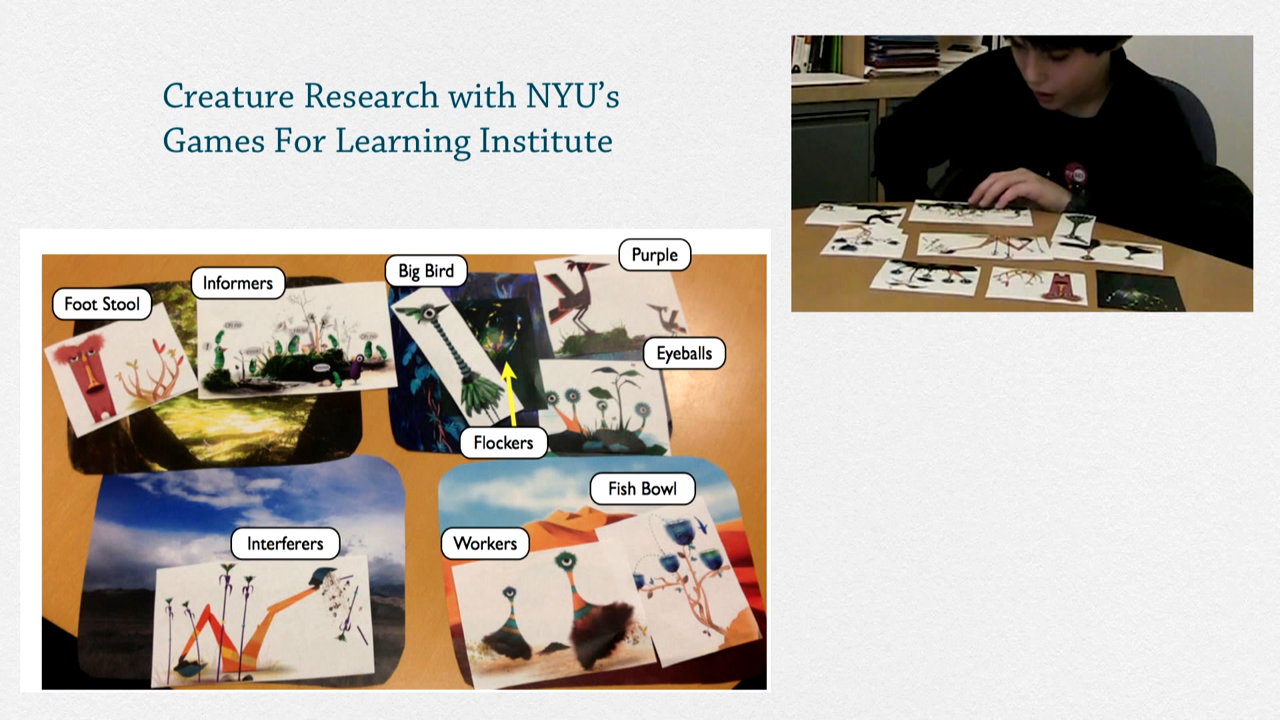 Creature Research with NYU's
Games For Learning Institute
Purple
Big Bird
Informers
Foot Stool
Eyeballs
Flockers
Fish Bowl
Interferers
Workers